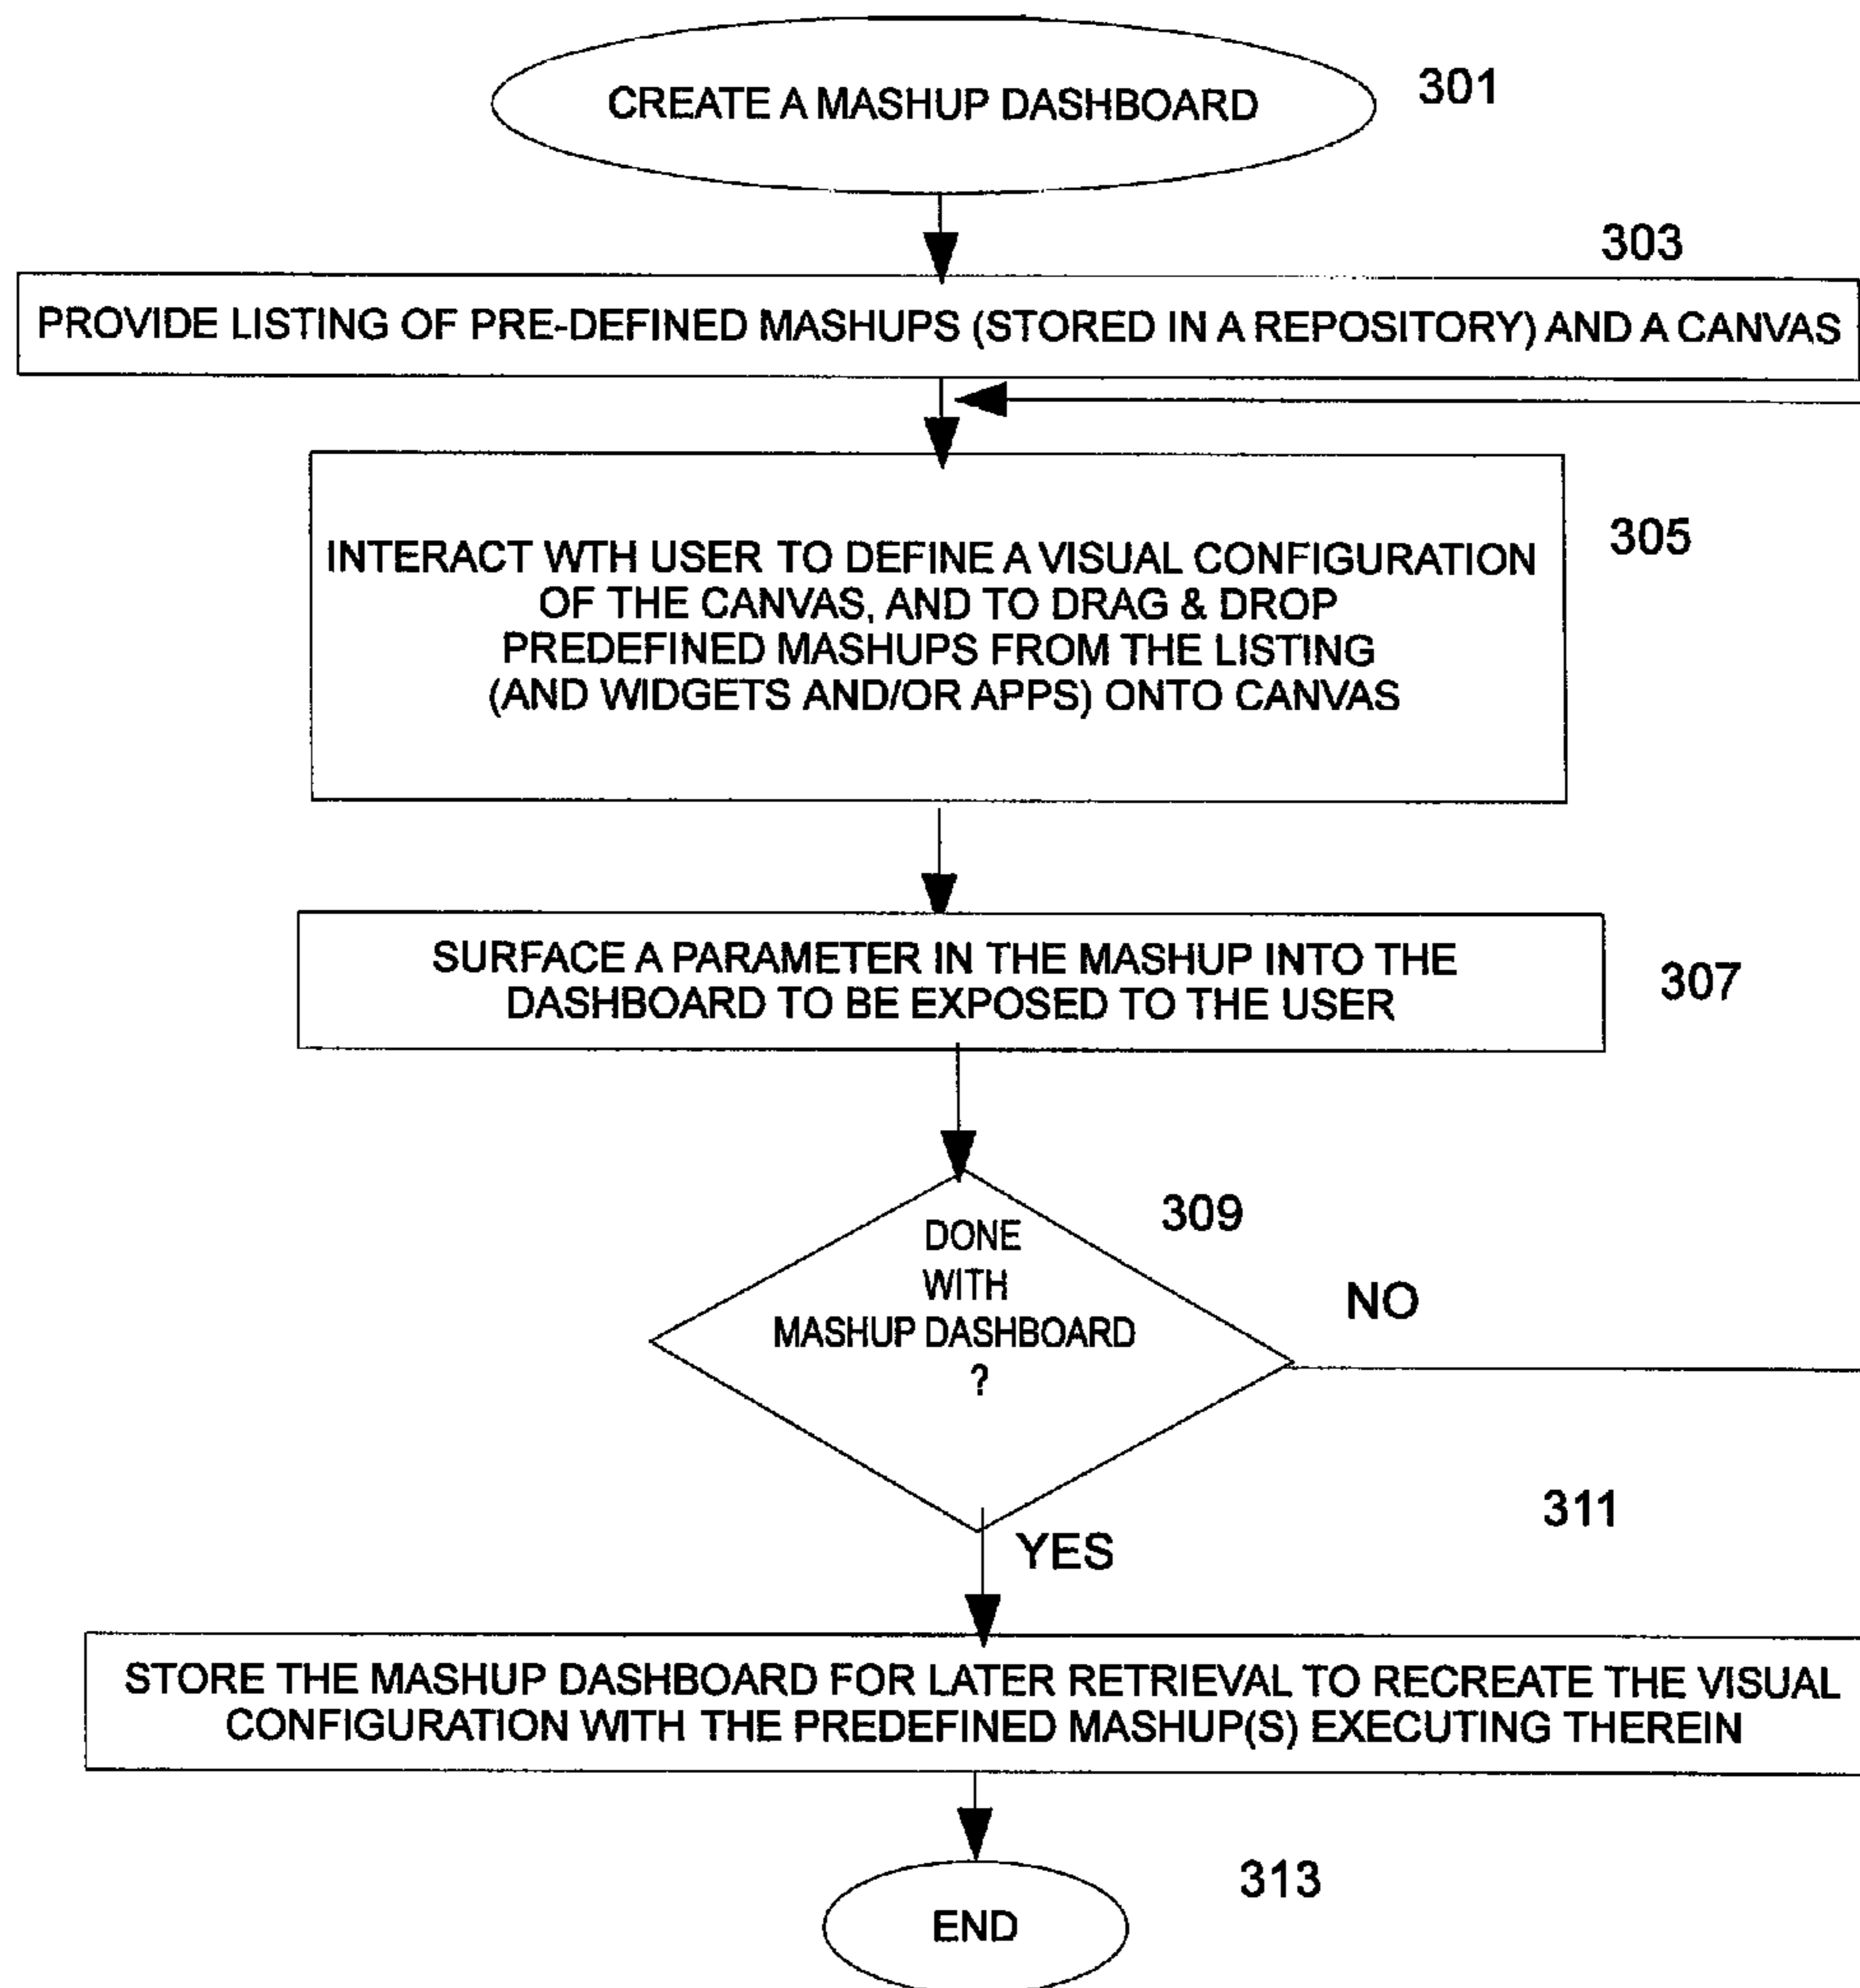 CREATE A MASHUP DASHBOARD
301
303
PROVIDE LISTING OF PRE-DEFINED MASHUPS (STORED IN A REPOSITORY) AND A CANVAS
305
INTERACT WTH USER TO DEFINE A VISUAL CONFIGURATION
OF THE CANVAS, AND TO DRAG & DROP
PREDEFINED MASHUPS FROM THE LISTING
(AND WIDGETS AND/OR APPS) ONTO CANVAS
SURFACE A PARAMETER IN THE MASHUP INTO THE
DASHBOARD TO BE EXPOSED TO THE USER
307
309
DONE
WITH
MASHUP DASHBOARD
?
NO
311
YES
STORE THE MASHUP DASHBOARD FOR LATER RETRIEVAL TO RECREATE THE VISUAL
CONFIGURATION WITH THE PREDEFINED MASHUP(S) EXECUTING THEREIN
313
END